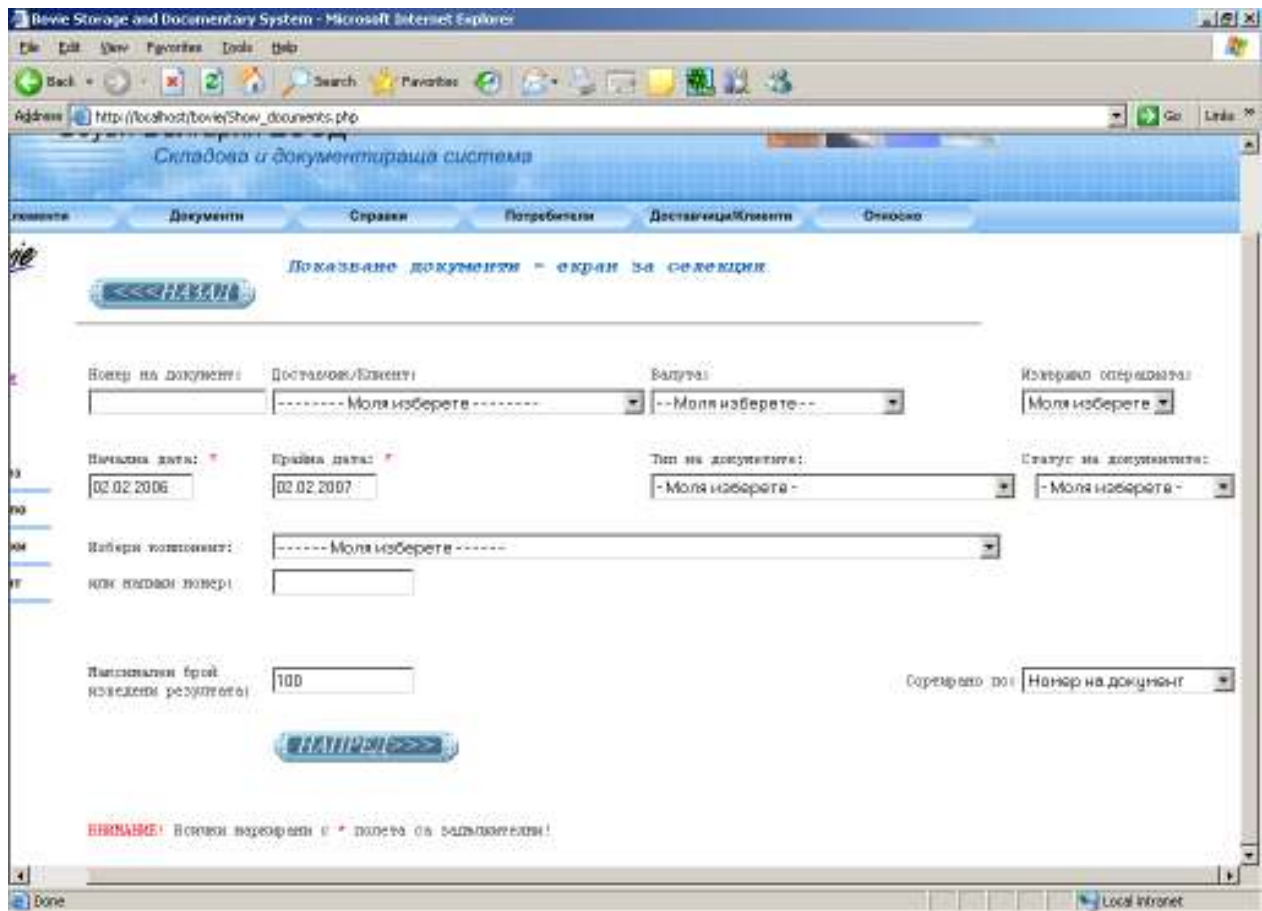 Bovie Storage and Documentary System - Microsoft Internet Explorer
File Edit View Favorites Tools Help
Back Search Favorites
Address http://localhost/bovie/Show_documents.php Go Links »
Складова и документираща система
Документи Справки Потребители Доставчици/Клиенти Относно
Показване документи - екран за селекция
<<<НАЗАД
Номер на документ: Доставчик/Клиент: Валута: Извършил операцията:
-------- Моля изберете -------- --Моля изберете-- Моля изберете
Начална дата: * Крайна дата: * Тип на документите: Статус на документите:
02.02.2006 02.02.2007 -Моля изберете- -Моля изберете-
Избери компонент: ------ Моля изберете ------
или напиши номер:
Максимален брой
изведени резултата: 100 Сортирано по: Номер на документ
НАПРЕД>>>
ВНИМАНИЕ! Всички маркирани с * полета са задължителни!
Done Local intranet